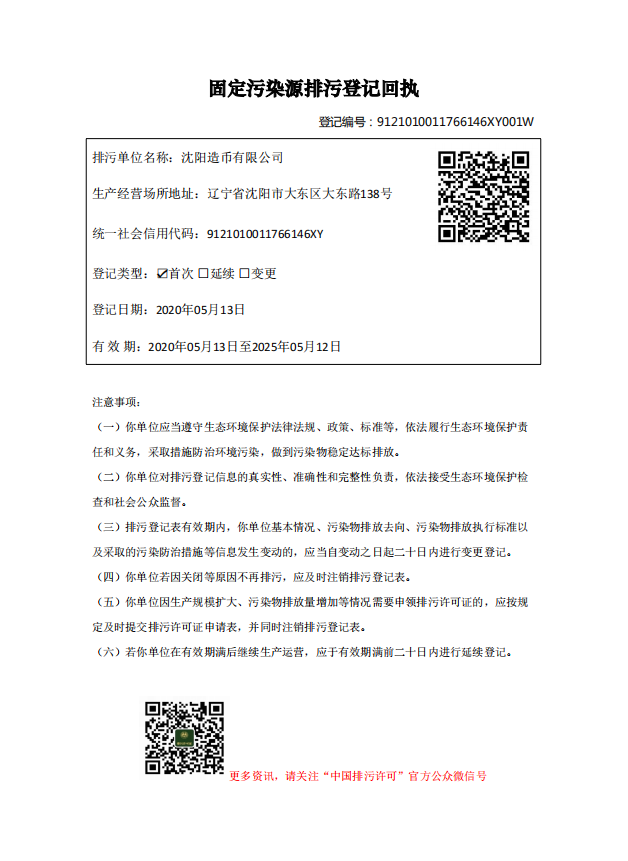 固定污染源排污登记回执
登记编号：9121010011766146XY001W
排污单位名称：沈阳造币有限公司
生产经营场所地址：辽宁省沈阳市大东区大东路138号
统一社会信用代码：9121010011766146XY
登记类型：☑首次 □延续 □变更
登记日期：2020年05月13日
有 效 期：2020年05月13日至2025年05月12日
注意事项：
（一）你单位应当遵守生态环境保护法律法规、政策、标准等，依法履行生态环境保护责
任和义务，采取措施防治环境污染，做到污染物稳定达标排放。
（二）你单位对排污登记信息的真实性、准确性和完整性负责，依法接受生态环境保护检
查和社会公众监督。
（三）排污登记表有效期内，你单位基本情况、污染物排放去向、污染物排放执行标准以
及采取的污染防治措施等信息发生变动的，应当自变动之日起二十日内进行变更登记。
（四）你单位若因关闭等原因不再排污，应及时注销排污登记表。
（五）你单位因生产规模扩大、污染物排放量增加等情况需要申领排污许可证的，应按规
定及时提交排污许可证申请表，并同时注销排污登记表。
（六）若你单位在有效期满后继续生产运营，应于有效期满前二十日内进行延续登记。
更多资讯，请关注“中国排污许可”官方公众微信号